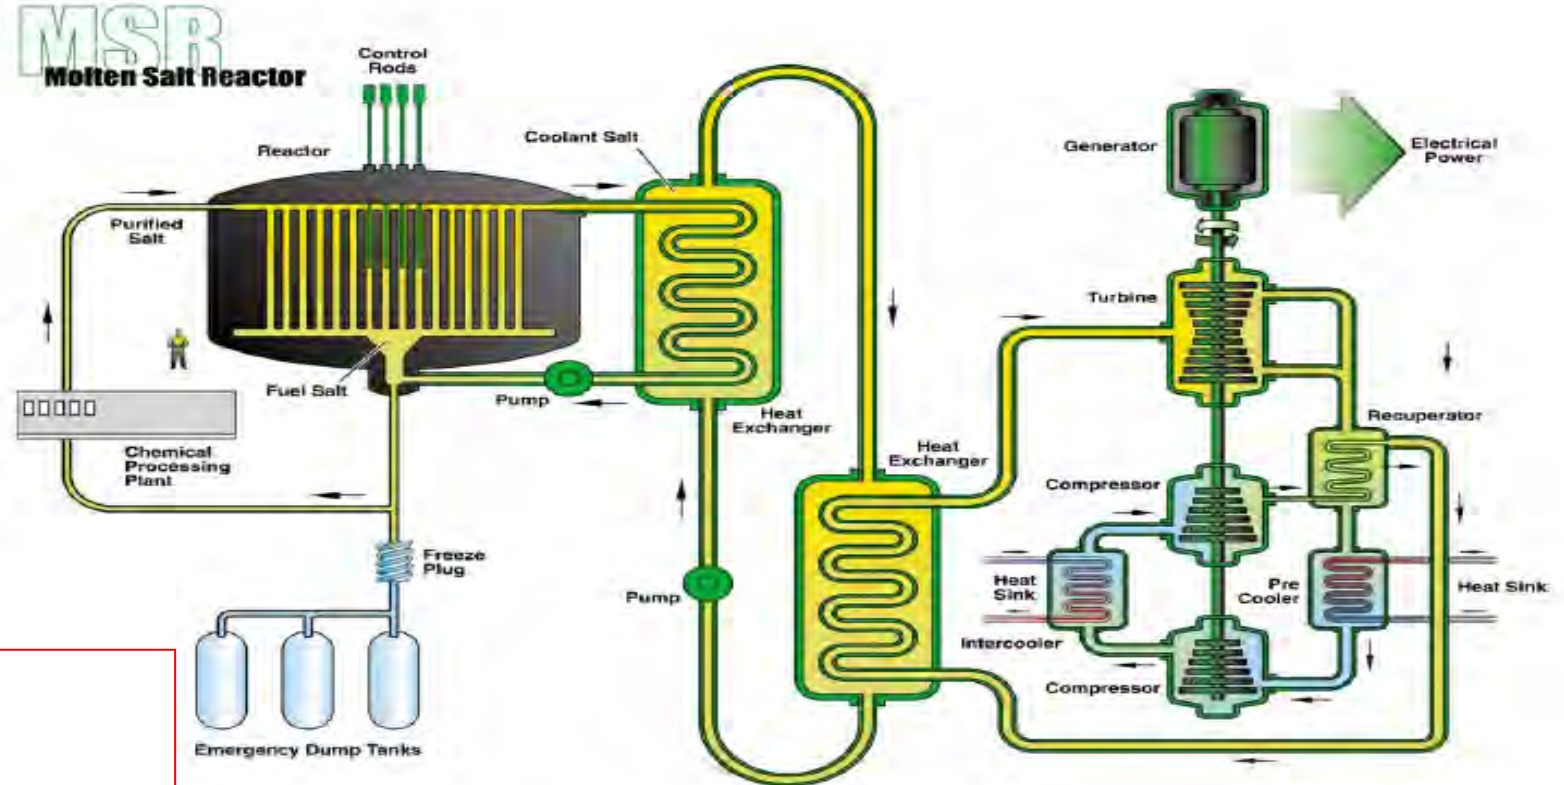 MSR
Molten Salt Reactor
Control
Rods
Reactor
Coolant Salt
Purified
Salt
Fuel Salt
Pump
Chemical
Processing
Plant
Heat
Exchanger
Freeze
Plug
Emergency Dump Tanks
Pump
Heat
Exchanger
Generator
Electrical
Power
Turbine
Recuperator
Compressor
Heat
Sink
Pre
Cooler
Heat Sink
Intercooler
Compressor